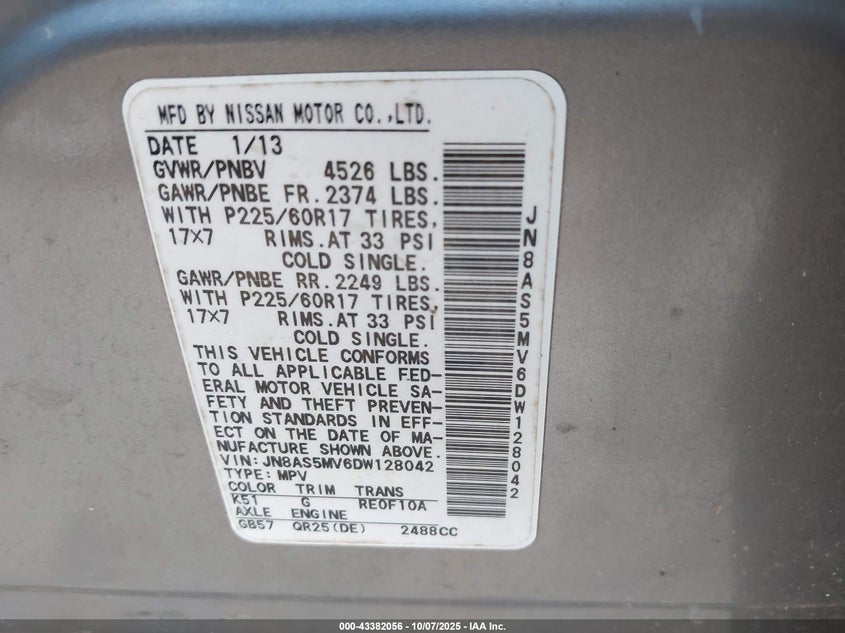 MFD BY NISSAN MOTOR CO.,LTD.
DATE 1/13
GVWR/PNBV 4526 LBS.
GAWR/PNBE FR. 2374 LBS.
WITH P225/60R17 TIRES,
17×7 RIMS. AT 33 PSI
COLD SINGLE.
GAWR/PNBE RR. 2249 LBS.
WITH P225/60R17 TIRES,
17×7 RIMS. AT 33 PSI
COLD SINGLE.
THIS VEHICLE CONFORMS
TO ALL APPLICABLE FED-
ERAL MOTOR VEHICLE SA-
FETY AND THEFT PREVEN-
TION STANDARDS IN EFF-
ECT ON THE DATE OF MA-
NUFACTURE SHOWN ABOVE.
VIN: JN8AS5MV6DW128042
TYPE: MPV
COLOR TRIM TRANS
K51 G RE0F10A
AXLE ENGINE
GB57 QR25(DE) 2488CC
JN8AS5MV6DW128042
000-43382056 - 10/07/2025 - IAA Inc.